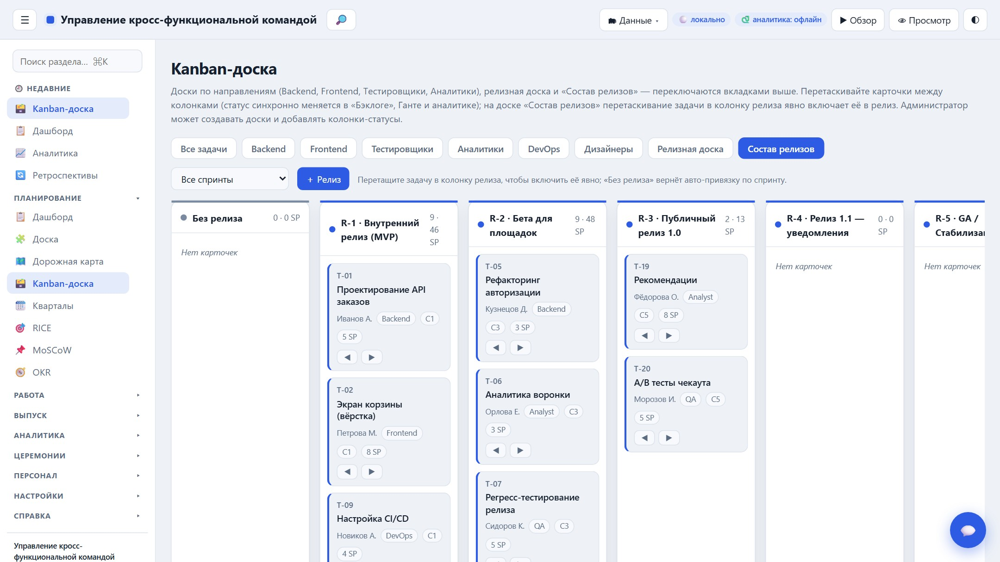 ☰ Управление кросс-функциональной командой
Данные ▾ локально аналитика: офлайн ▶ Обзор Просмотр
Поиск раздела... ⌘K
НЕДАВНИЕ
Kanban-доска
Дашборд
Аналитика
Ретроспективы
ПЛАНИРОВАНИЕ
Дашборд
Доска
Дорожная карта
Kanban-доска
Кварталы
RICE
MoSCoW
OKR
РАБОТА
ВЫПУСК
АНАЛИТИКА
ЦЕРЕМОНИИ
ПЕРСОНАЛ
НАСТРОЙКИ
СПРАВКА
Управление кросс-
функциональной командой
Kanban-доска
Доски по направлениям (Backend, Frontend, Тестировщики, Аналитики), релизная доска и «Состав релизов» — переключаются вкладками выше. Перетаскивайте карточки между
колонками (статус синхронно меняется в «Бэклоге», Ганте и аналитике); на доске «Состав релизов» перетаскивание задачи в колонку релиза явно включает её в релиз. Администратор
может создавать доски и добавлять колонки-статусы.
Все задачи Backend Frontend Тестировщики Аналитики DevOps Дизайнеры Релизная доска Состав релизов
Все спринты + Релиз Перетащите задачу в колонку релиза, чтобы включить её явно; «Без релиза» вернёт авто-привязку по спринту.
Без релиза 0 · 0 SP
Нет карточек
R-1 · Внутренний
релиз (MVP)
9 ·
46
SP
T-01
Проектирование API
заказов
Иванов А. Backend C1
5 SP
◀ ▶
T-02
Экран корзины
(вёрстка)
Петрова М. Frontend
C1 8 SP
◀ ▶
T-09
Настройка CI/CD
Новиков А. DevOps C1
4 SP
R-2 · Бета для
площадок
9 · 48
SP
T-05
Рефакторинг
авторизации
Кузнецов Д. Backend
C3 3 SP
◀ ▶
T-06
Аналитика воронки
Орлова Е. Analyst C3
3 SP
◀ ▶
T-07
Регресс-тестирование
релиза
Сидоров К. QA C3
5 SP
R-3 · Публичный
релиз 1.0
2 · 13
SP
T-19
Рекомендации
Фёдорова О. Analyst
C5 8 SP
◀ ▶
T-20
A/B тесты чекаута
Морозов И. QA C5
5 SP
◀ ▶
R-4 · Релиз 1.1 —
уведомления
0 · 0
SP
Нет карточек
R-5 · GA /
Стабилиза
Нет карточек